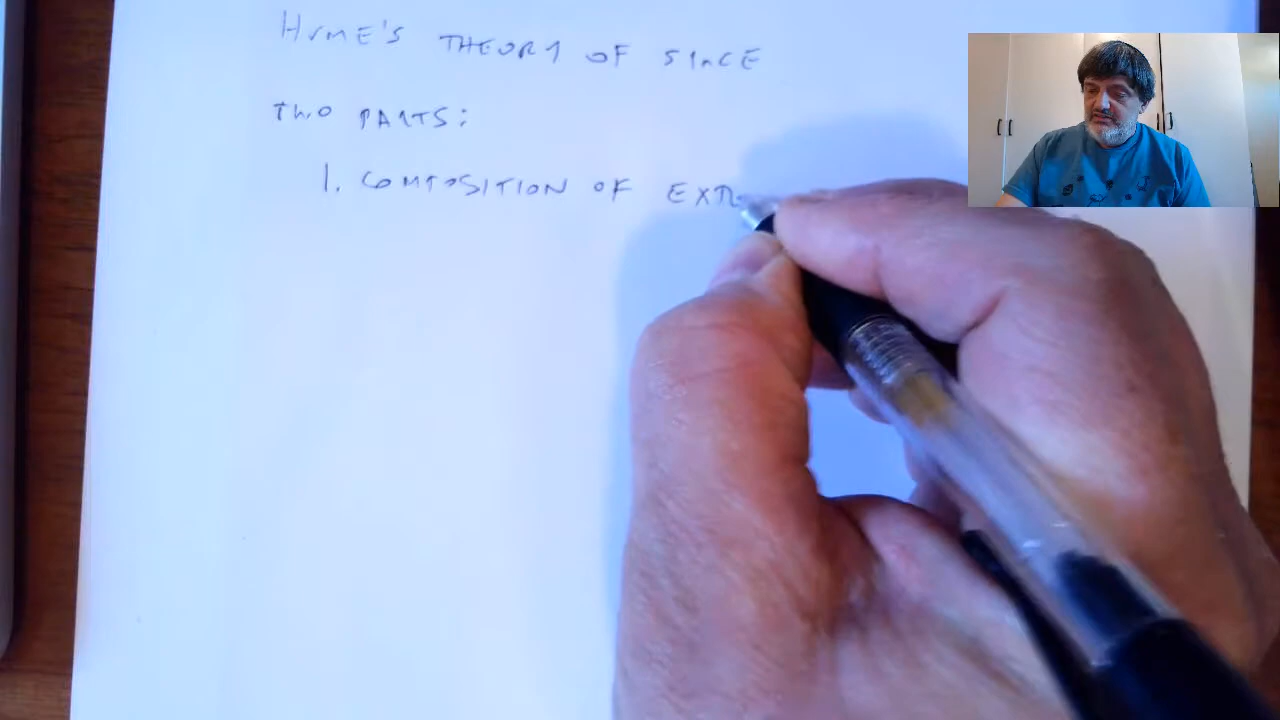 HUME'S THEORY OF SPACE
TWO PARTS:
1. COMPOSITION OF